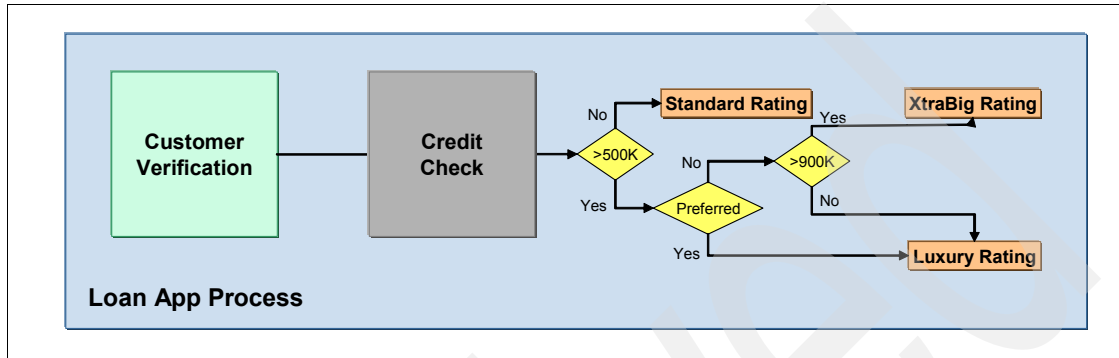 Customer
Verification
Credit
Check
>500K
No
Standard Rating
Yes
Preferred
No
>900K
Yes
XtraBig Rating
No
Yes
Luxury Rating
Loan App Process